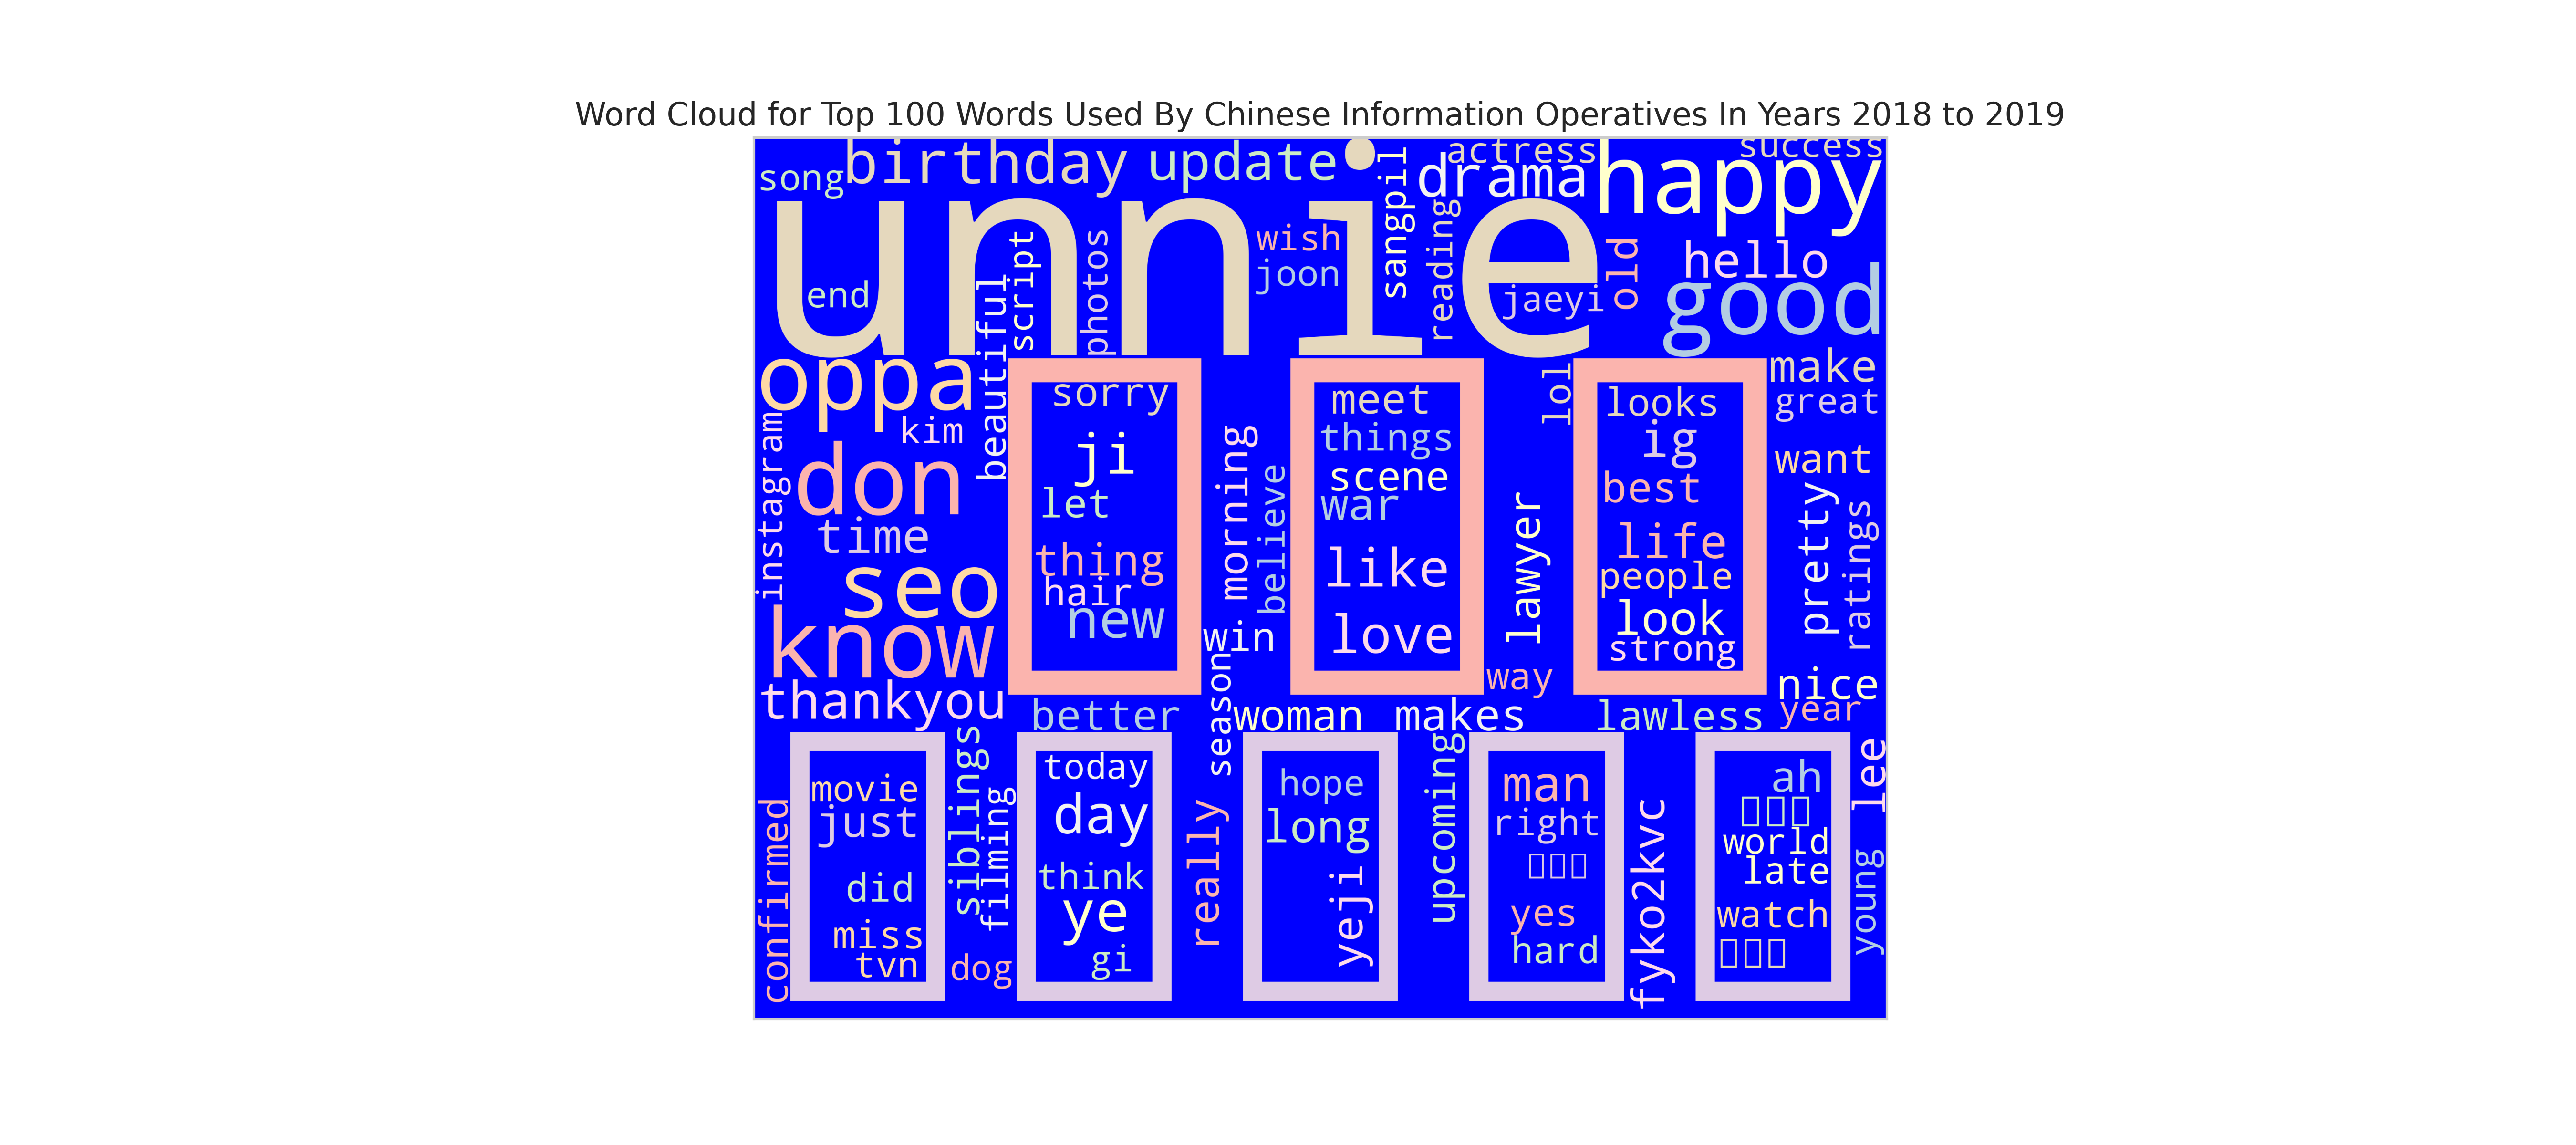 Word Cloud for Top 100 Words Used By Chinese Information Operatives In Years 2018 to 2019
song
birthday
update
actress
success
drama
happy
unnie
sangpil
script
photos
wish
joon
reading
jaeyi
old
hello
good
end
beautiful
oppa
kim
instagram
don
time
seo
know
thankyou
sorry
ji
let
thing
hair
new
morning
believe
win
season
meet
things
scene
war
like
love
lol
lawyer
way
looks
ig
best
life
people
look
strong
make
great
want
pretty
ratings
nice
year
better
woman
makes
lawless
confirmed
movie
just
did
miss
tvn
siblings
filming
dog
today
day
think
ye
gi
really
hope
long
yeji
upcoming
man
right
yes
hard
fyko2kvc
ah
world
late
watch
lee
young